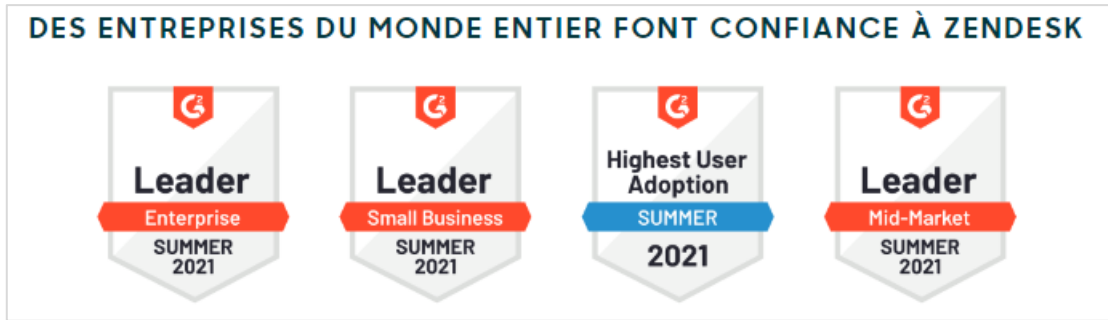 DES ENTREPRISES DU MONDE ENTIER FONT CONFIANCE À ZENDESK
G2
Leader
Enterprise
SUMMER
2021
G2
Leader
Small Business
SUMMER
2021
G2
Highest User
Adoption
SUMMER
2021
G2
Leader
Mid-Market
SUMMER
2021